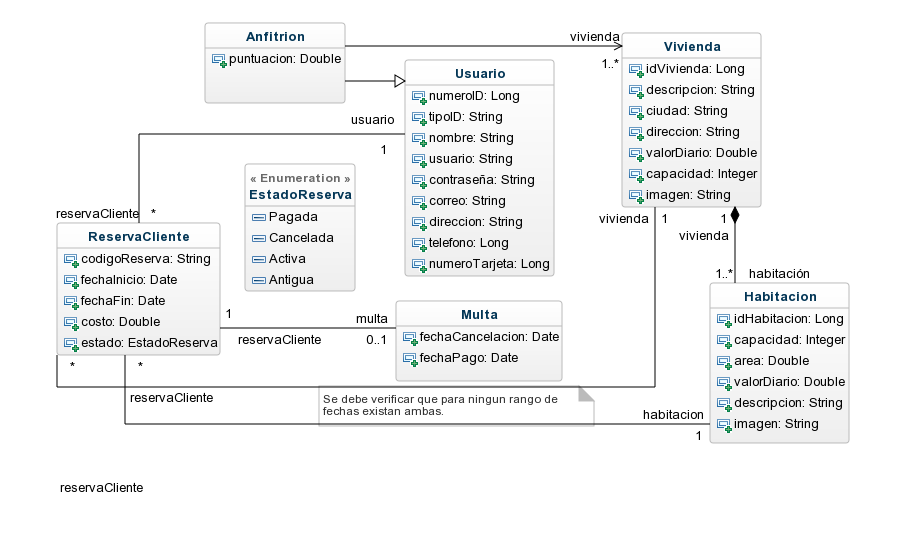 Anfitrion
puntuacion: Double
vivienda
1..*
Vivienda
idVivienda: Long
descripcion: String
ciudad: String
direccion: String
valorDiario: Double
capacidad: Integer
imagen: String
Usuario
numeroID: Long
tipoID: String
nombre: String
usuario: String
contraseña: String
correo: String
direccion: String
telefono: Long
numeroTarjeta: Long
usuario
1
« Enumeration »
EstadoReserva
Pagada
Cancelada
Activa
Antigua
reservaCliente *
ReservaCliente
codigoReserva: String
fechaInicio: Date
fechaFin: Date
costo: Double
estado: EstadoReserva
vivienda 1
1
vivienda
1..* habitación
Habitacion
idHabitacion: Long
capacidad: Integer
area: Double
valorDiario: Double
descripcion: String
imagen: String
1
reservaCliente
multa
0..1
Multa
fechaCancelacion: Date
fechaPago: Date
*
*
reservaCliente
Se debe verificar que para ningun rango de
fechas existan ambas.
habitacion
1
reservaCliente